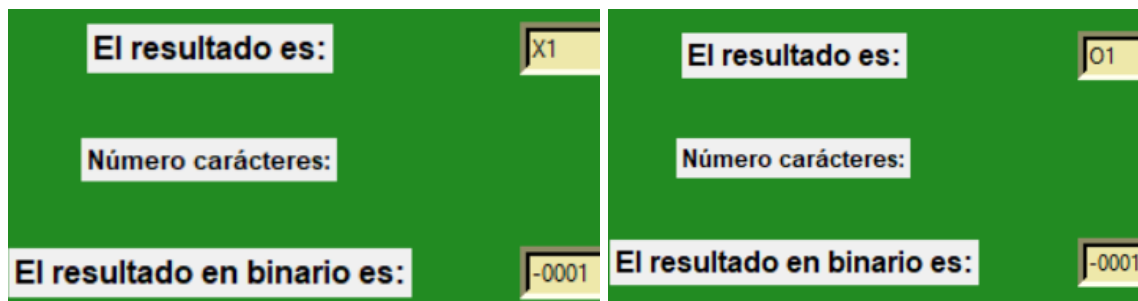 El resultado es:
X1
Número carácteres:
El resultado en binario es:
-0001
El resultado es:
O1
Número carácteres:
El resultado en binario es:
-0001